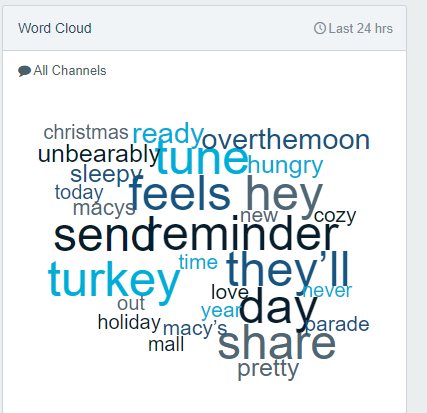 Word Cloud Last 24 hrs
All Channels
christmas ready overthemoon
unbearably tune hungry
sleepy feels hey
today
macys new cozy
send reminder
time they'll
turkey never
love day
out year
holiday macy's parade
mall share
pretty